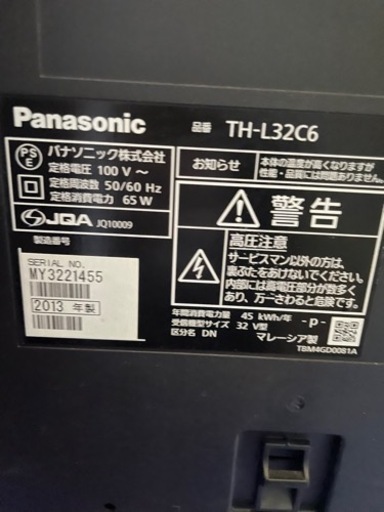 Panasonic
品番 TH-L32C6
PS E
パナソニック株式会社
定格電圧 100 V ~
定格周波数 50/60 Hz
定格消費電力 65 W
お知らせ
本体の温度が高くなりますが
性能・品質には問題ありません。
JQA JQ10009
警告
高圧注意
サービスマン以外の方は、
裏ぶたをあけないでください。
内部には高電圧部分が数多く
あり、万一さわると危険です。
製造番号
SERIAL NO.
MY3221455
2013 年製
年間消費電力量 45 kWh/年
受信機型サイズ 32 V型
区分名 DN
-P-
マレーシア製
TBM4GD0081A